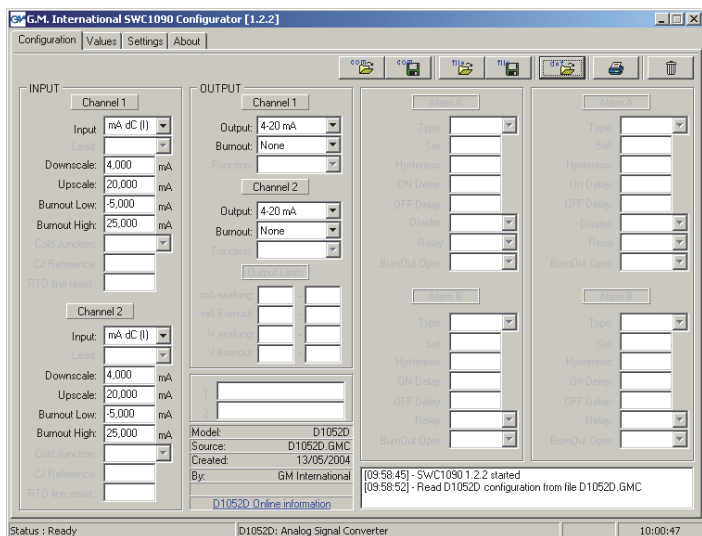 G.M. International SWC1090 Configurator [1.2.2]
Configuration Values Settings About
com com file file def
INPUT
Channel 1
Input mA dC (I)
Lead:
Downscale: 4,000 mA
Upscale: 20,000 mA
Burnout Low: -5,000 mA
Burnout High: 25,000 mA
Cold Junction:
CJ Reference:
RTD line resist.:
Channel 2
Input: mA dC (I)
Lead:
Downscale: 4,000 mA
Upscale: 20,000 mA
Burnout Low: -5,000 mA
Burnout High: 25,000 mA
Cold Junction:
CJ Reference:
RTD line resist.:
OUTPUT
Channel 1
Output: 4-20 mA
Burnout: None
Function:
Channel 2
Output: 4-20 mA
Burnout: None
Function:
Output Limits
mA working: -
mA Burnout: -
V working: -
V Burnout: -
1:
2:
Model: D1052D
Source: D1052D.GMC
Created: 13/05/2004
By: GM International
D1052D Online information
Alarm A
Type:
Set:
Hysteresis:
ON Delay:
OFF Delay:
Divider:
Relay
BurnOut Oper:
Alarm B
Type:
Set:
Hysteresis:
ON Delay:
OFF Delay:
Relay:
BurnOut Oper:
Alarm A
Type:
Set:
Hysteresis:
On Delay:
OFF Delay:
Divider:
Relay
BurnOut Oper:
Alarm B
Type:
Set:
Hysteresis:
On Delay:
OFF Delay:
Relay:
BurnOut Oper:
[09:58:45] - SWC1090 1.2.2 started
[09:58:52] - Read D1052D configuration from file D1052D.GMC
Status : Ready
D1052D: Analog Signal Converter
10:00:47